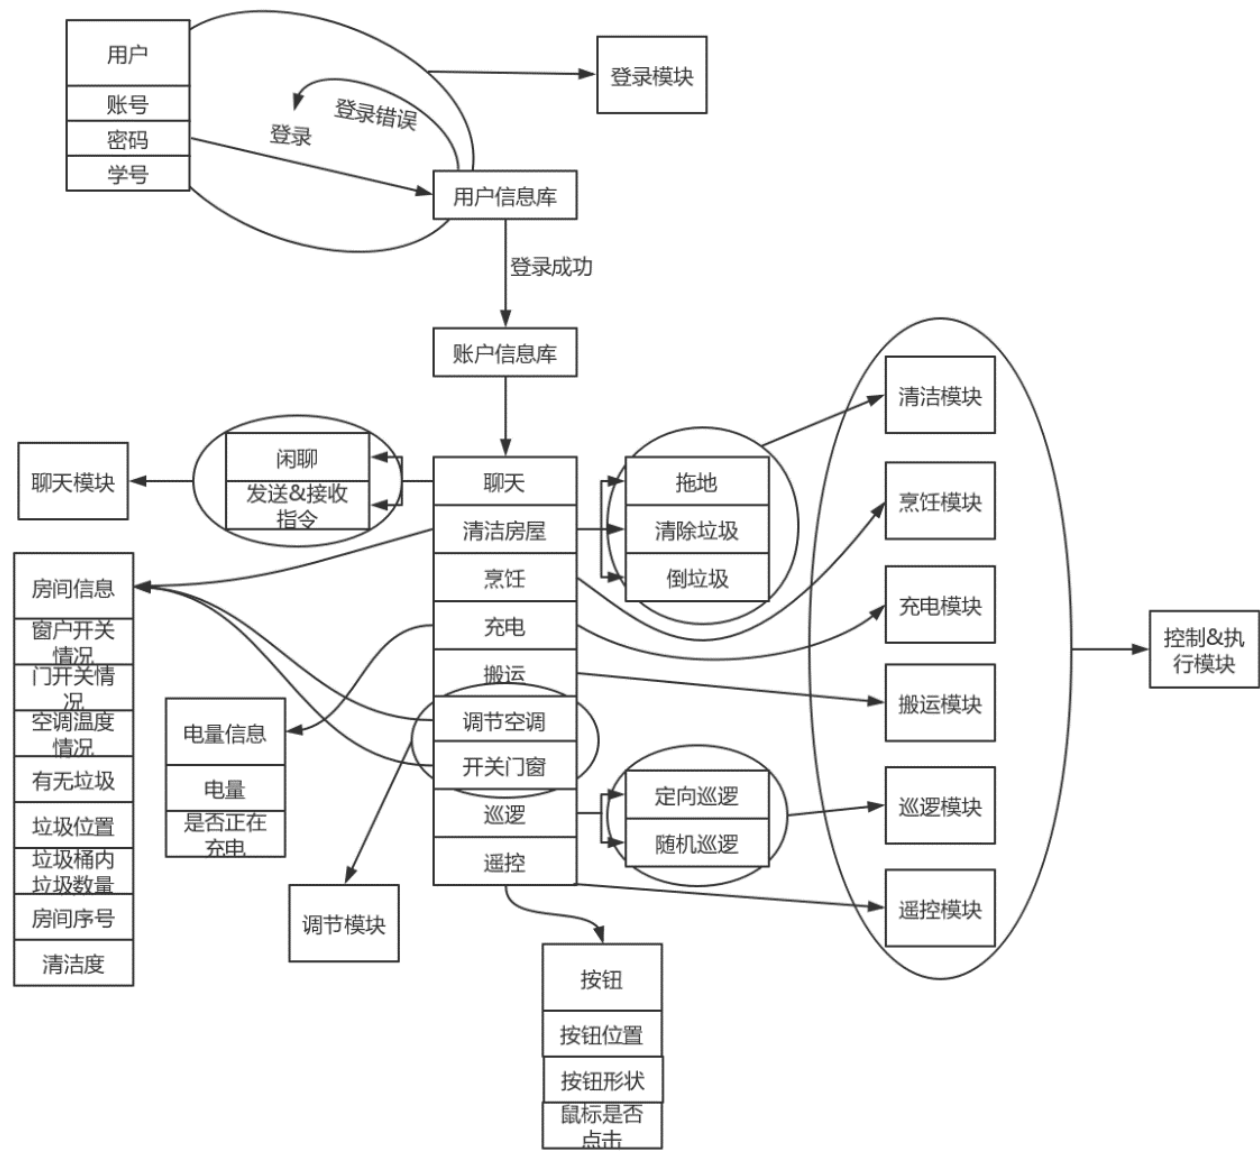 用户
账号
密码
学号
登录
登录错误
登录模块
用户信息库
登录成功
账户信息库
聊天
清洁房屋
烹饪
充电
搬运
调节空调
开关门窗
巡逻
遥控
闲聊
发送&接收
指令
聊天模块
房间信息
窗户开关
情况
门开关情
况
空调温度
情况
有无垃圾
垃圾位置
垃圾桶内
垃圾数量
房间序号
清洁度
电量信息
电量
是否正在
充电
调节模块
拖地
清除垃圾
倒垃圾
定向巡逻
随机巡逻
按钮
按钮位置
按钮形状
鼠标是否
点击
清洁模块
烹饪模块
充电模块
搬运模块
巡逻模块
遥控模块
控制&执
行模块